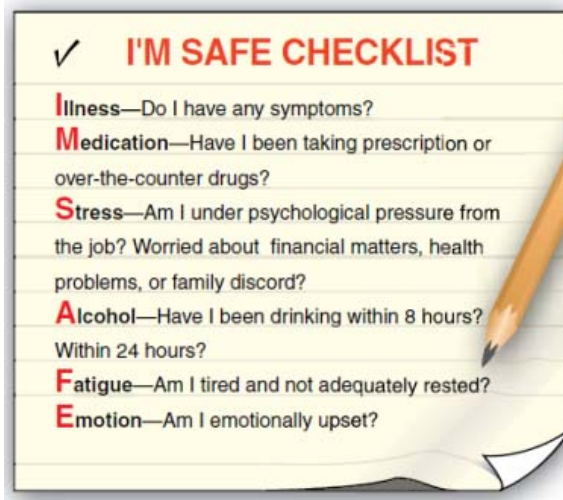 ✓ I'M SAFE CHECKLIST
Illness—Do I have any symptoms?
Medication—Have I been taking prescription or
over-the-counter drugs?
Stress—Am I under psychological pressure from
the job? Worried about financial matters, health
problems, or family discord?
Alcohol—Have I been drinking within 8 hours?
Within 24 hours?
Fatigue—Am I tired and not adequately rested?
Emotion—Am I emotionally upset?